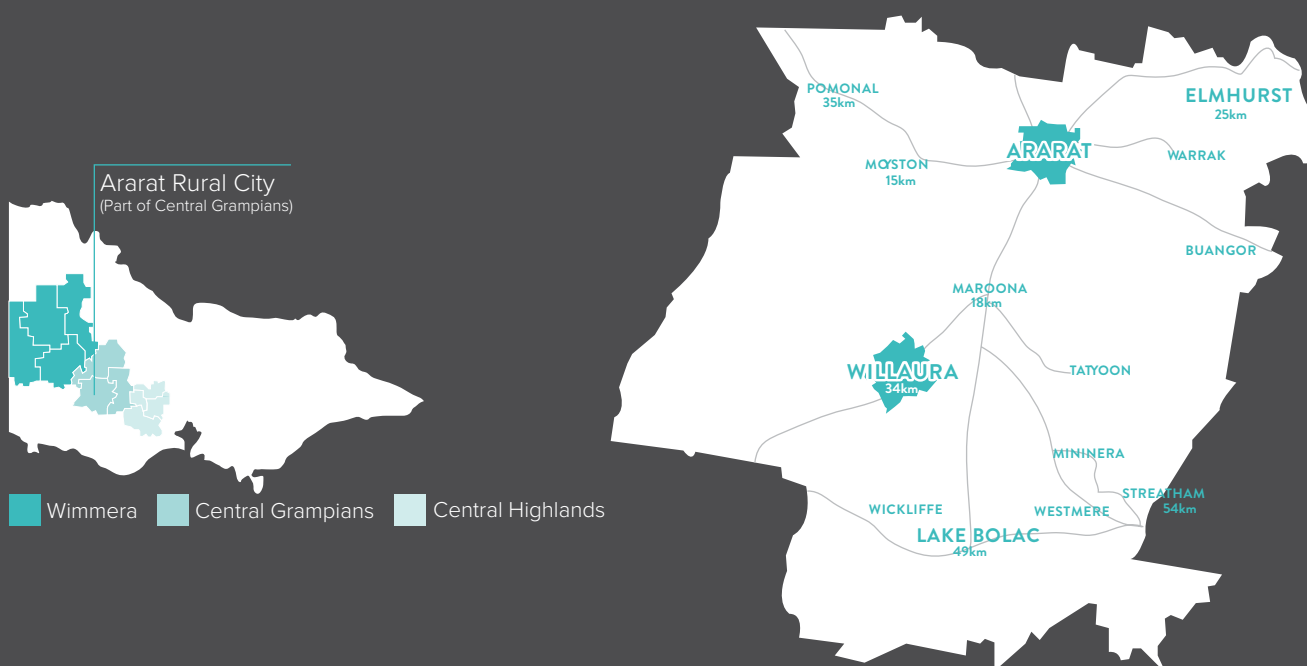 Ararat Rural City
(Part of Central Grampians)
Wimmera
Central Grampians
Central Highlands
POMONAL
35km
ELMHURST
25km
ARARAT
MOYSTON
15km
WARRAK
BUANGOR
MAROONA
18km
WILLAURA
34km
TATYOON
MININERA
STREATHAM
54km
WICKLIFFE
WESTMERE
LAKE BOLAC
49km